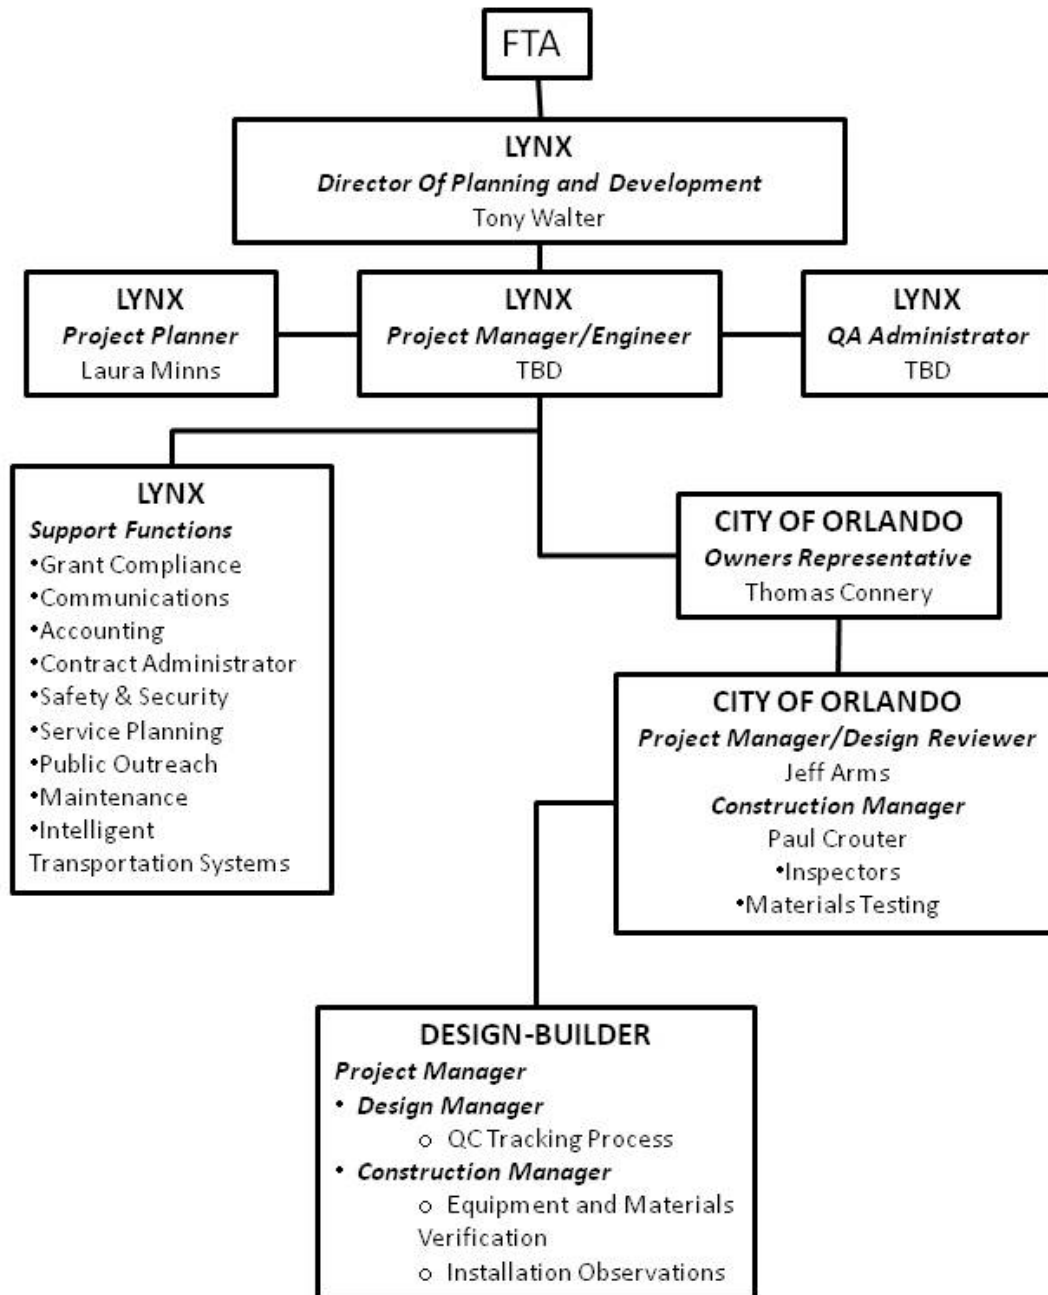 FTA
LYNX
Director Of Planning and Development
Tony Walter
LYNX
Project Planner
Laura Minns
LYNX
Project Manager/Engineer
TBD
LYNX
QA Administrator
TBD
LYNX
Support Functions
•Grant Compliance
•Communications
•Accounting
•Contract Administrator
•Safety & Security
•Service Planning
•Public Outreach
•Maintenance
•Intelligent
Transportation Systems
CITY OF ORLANDO
Owners Representative
Thomas Connery
CITY OF ORLANDO
Project Manager/Design Reviewer
Jeff Arms
Construction Manager
Paul Crouter
•Inspectors
•Materials Testing
DESIGN-BUILDER
Project Manager
• Design Manager
o QC Tracking Process
• Construction Manager
o Equipment and Materials
Verification
o Installation Observations